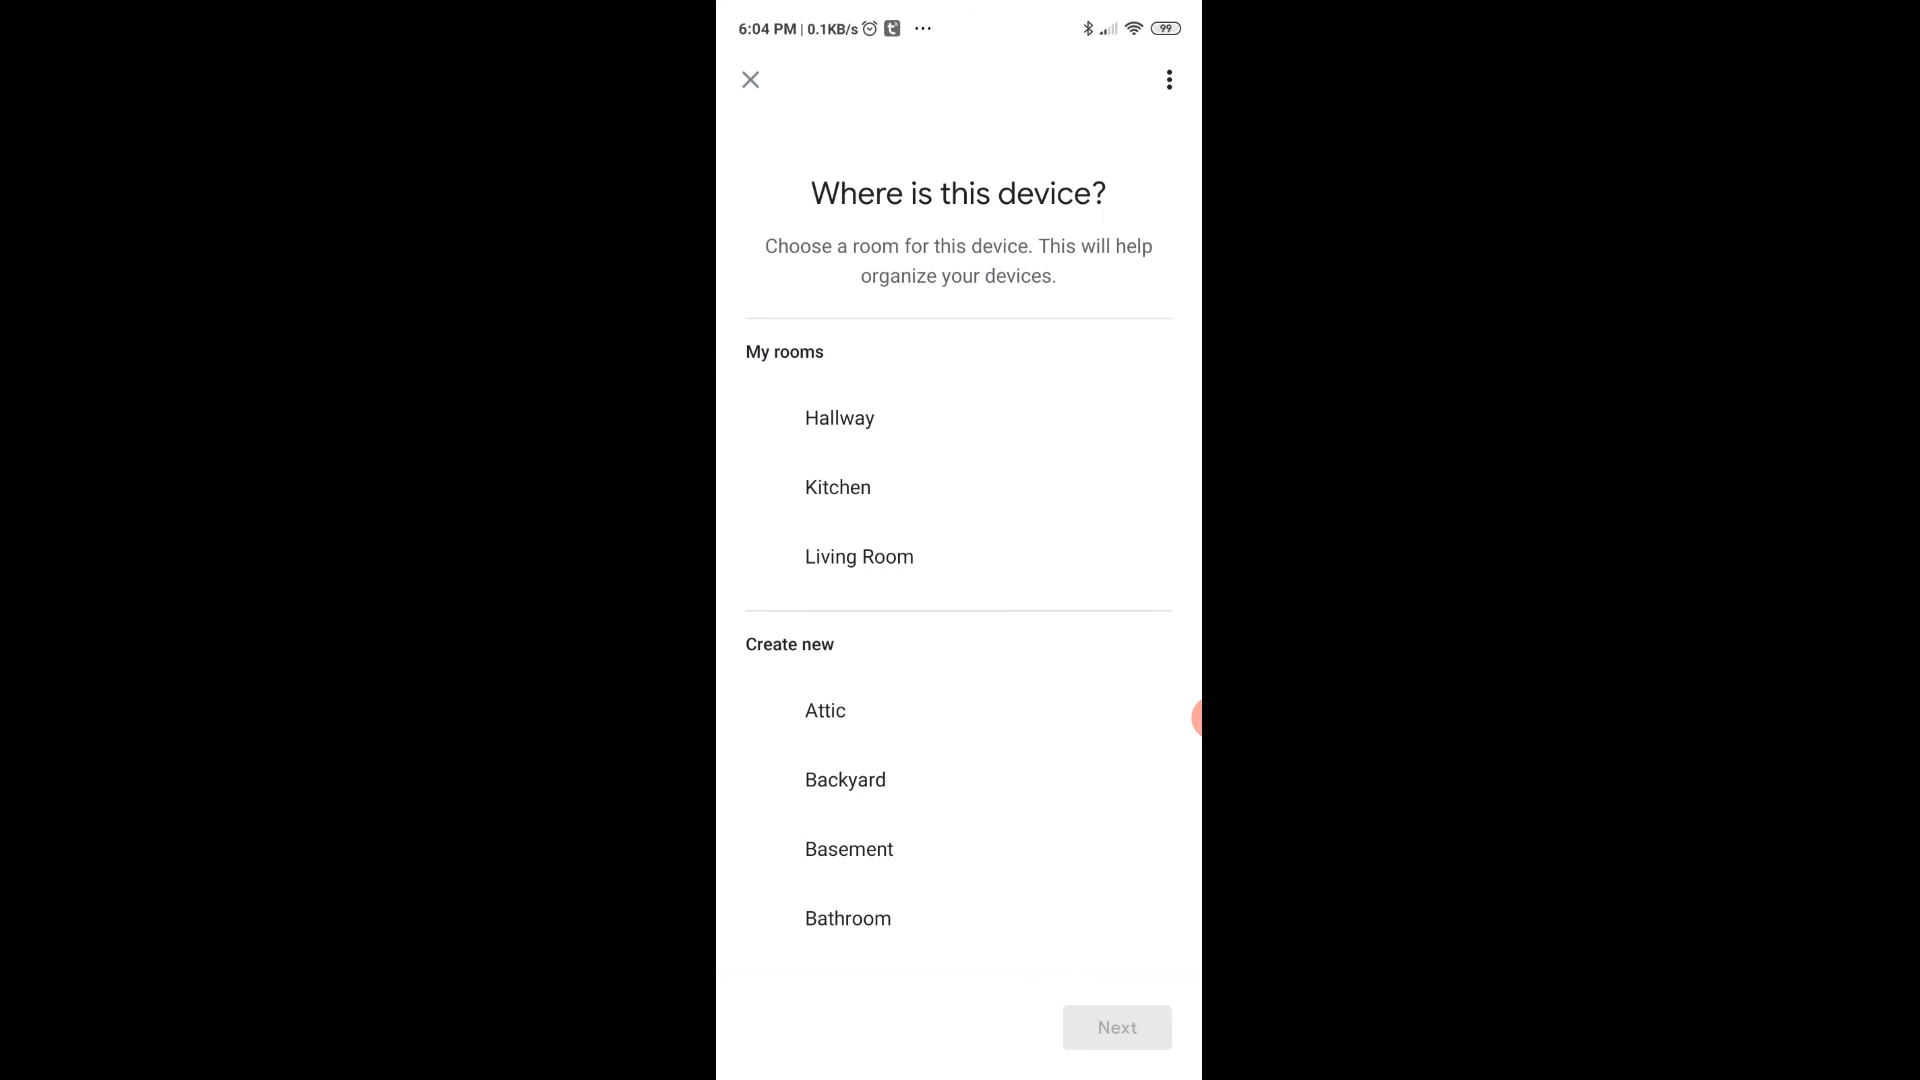 6:04 PM | 0.1KB/s t ... 99
Where is this device?
Choose a room for this device. This will help
organize your devices.
My rooms
Hallway
Kitchen
Living Room
Create new
Attic
Backyard
Basement
Bathroom
Next